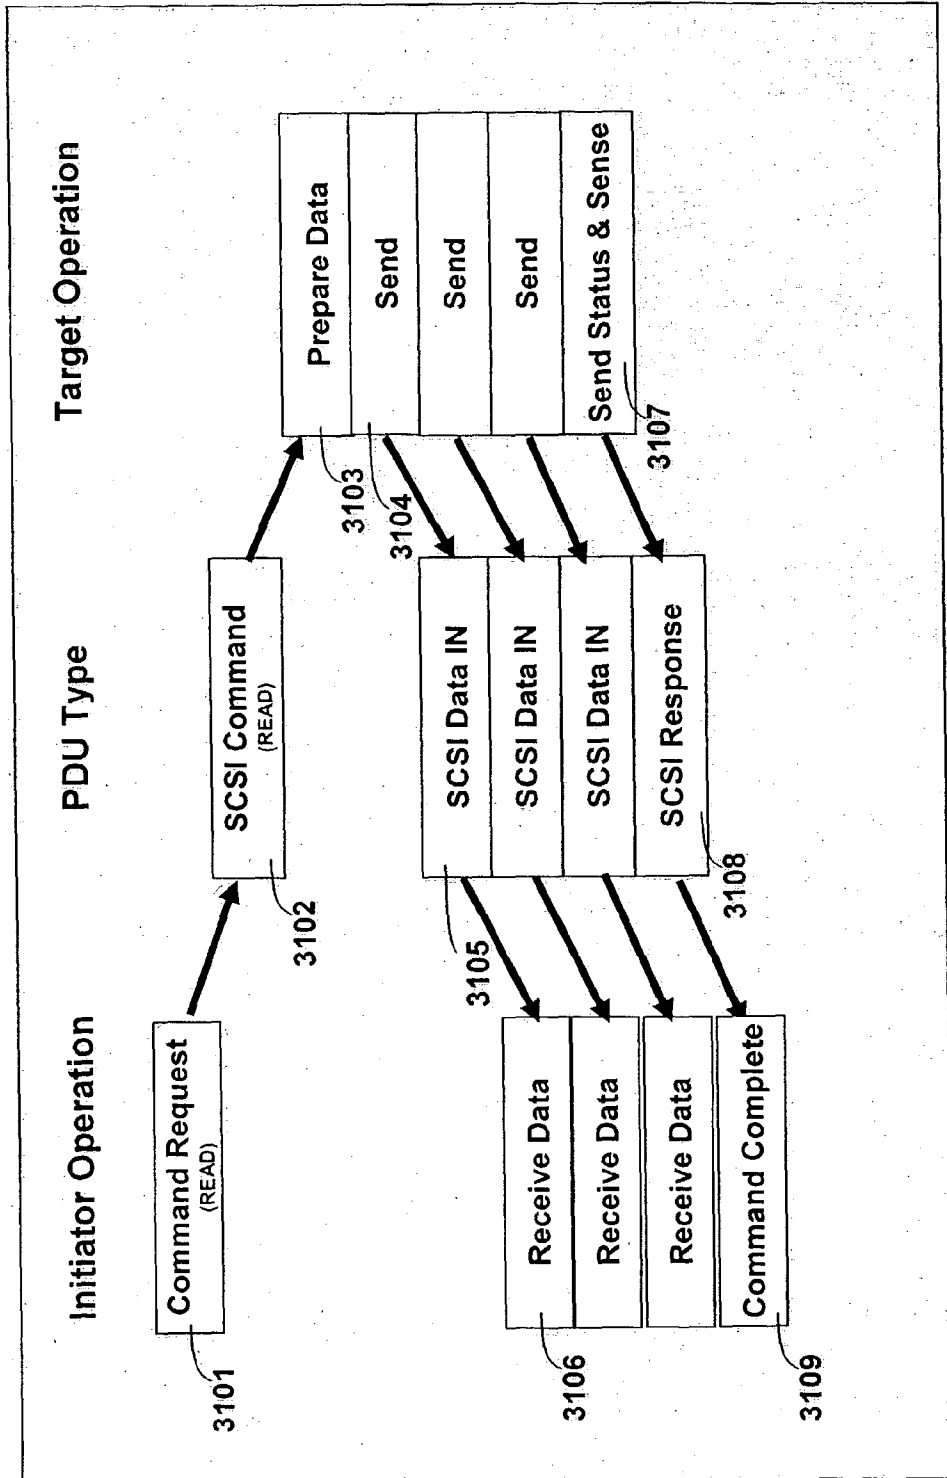 Initiator Operation
PDU Type
Target Operation
Command Request
(READ)
3101
SCSI Command
(READ)
3102
Prepare Data
3103
Send
3104
Send
Send
Send Status & Sense
3107
SCSI Data IN
3105
SCSI Data IN
SCSI Data IN
SCSI Response
3108
Receive Data
3106
Receive Data
Receive Data
Command Complete
3109